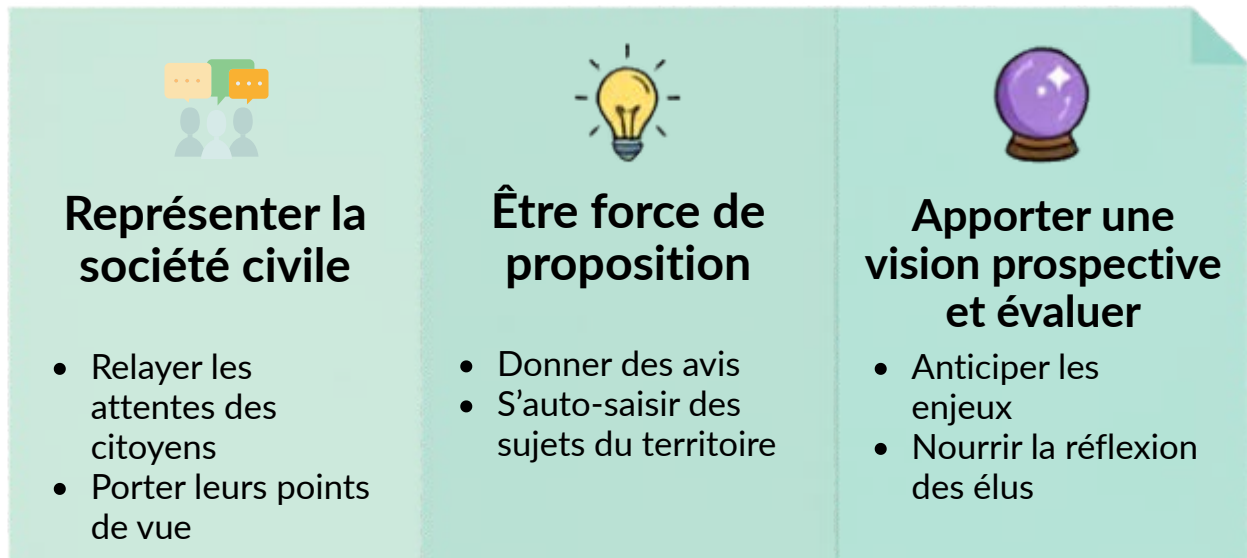 Représenter la
société civile
• Relayer les
attentes des
citoyens
• Porter leurs points
de vue
Être force de
proposition
• Donner des avis
• S’auto-saisir des
sujets du territoire
Apporter une
vision prospective
et évaluer
• Anticiper les
enjeux
• Nourrir la réflexion
des élus